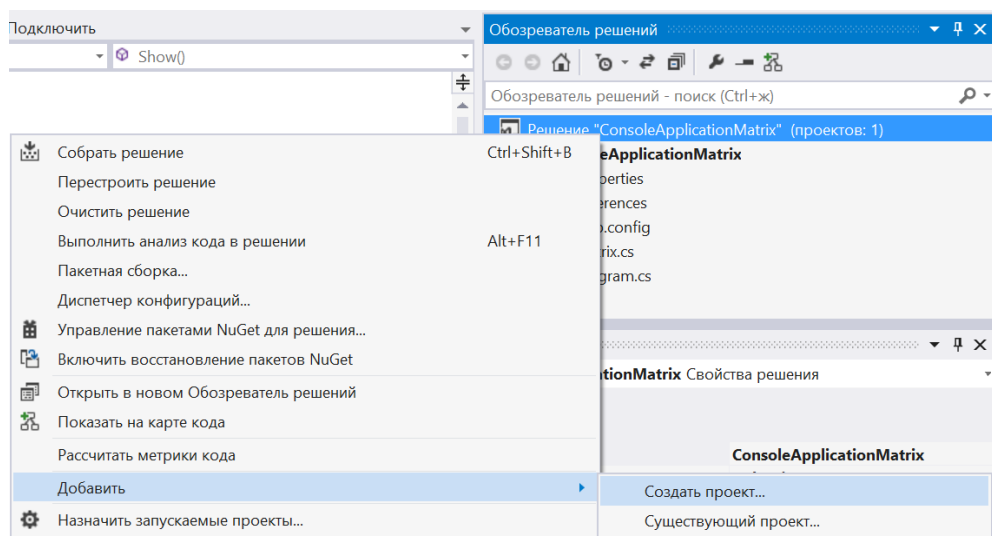 Подключить
Show()
Обозреватель решений
Обозреватель решений - поиск (Ctrl+ж)
Решение "ConsoleApplicationMatrix" (проектов: 1)
Собрать решение Ctrl+Shift+B
eApplicationMatrix
Перестроить решение
perties
Очистить решение
erences
.config
Выполнить анализ кода в решении Alt+F11
rix.cs
Пакетная сборка...
gram.cs
Диспетчер конфигураций...
Управление пакетами NuGet для решения...
Включить восстановление пакетов NuGet
tionMatrix Свойства решения
Открыть в новом Обозреватель решений
Показать на карте кода
Рассчитать метрики кода
ConsoleApplicationMatrix
Добавить
Создать проект...
Назначить запускаемые проекты...
Существующий проект...